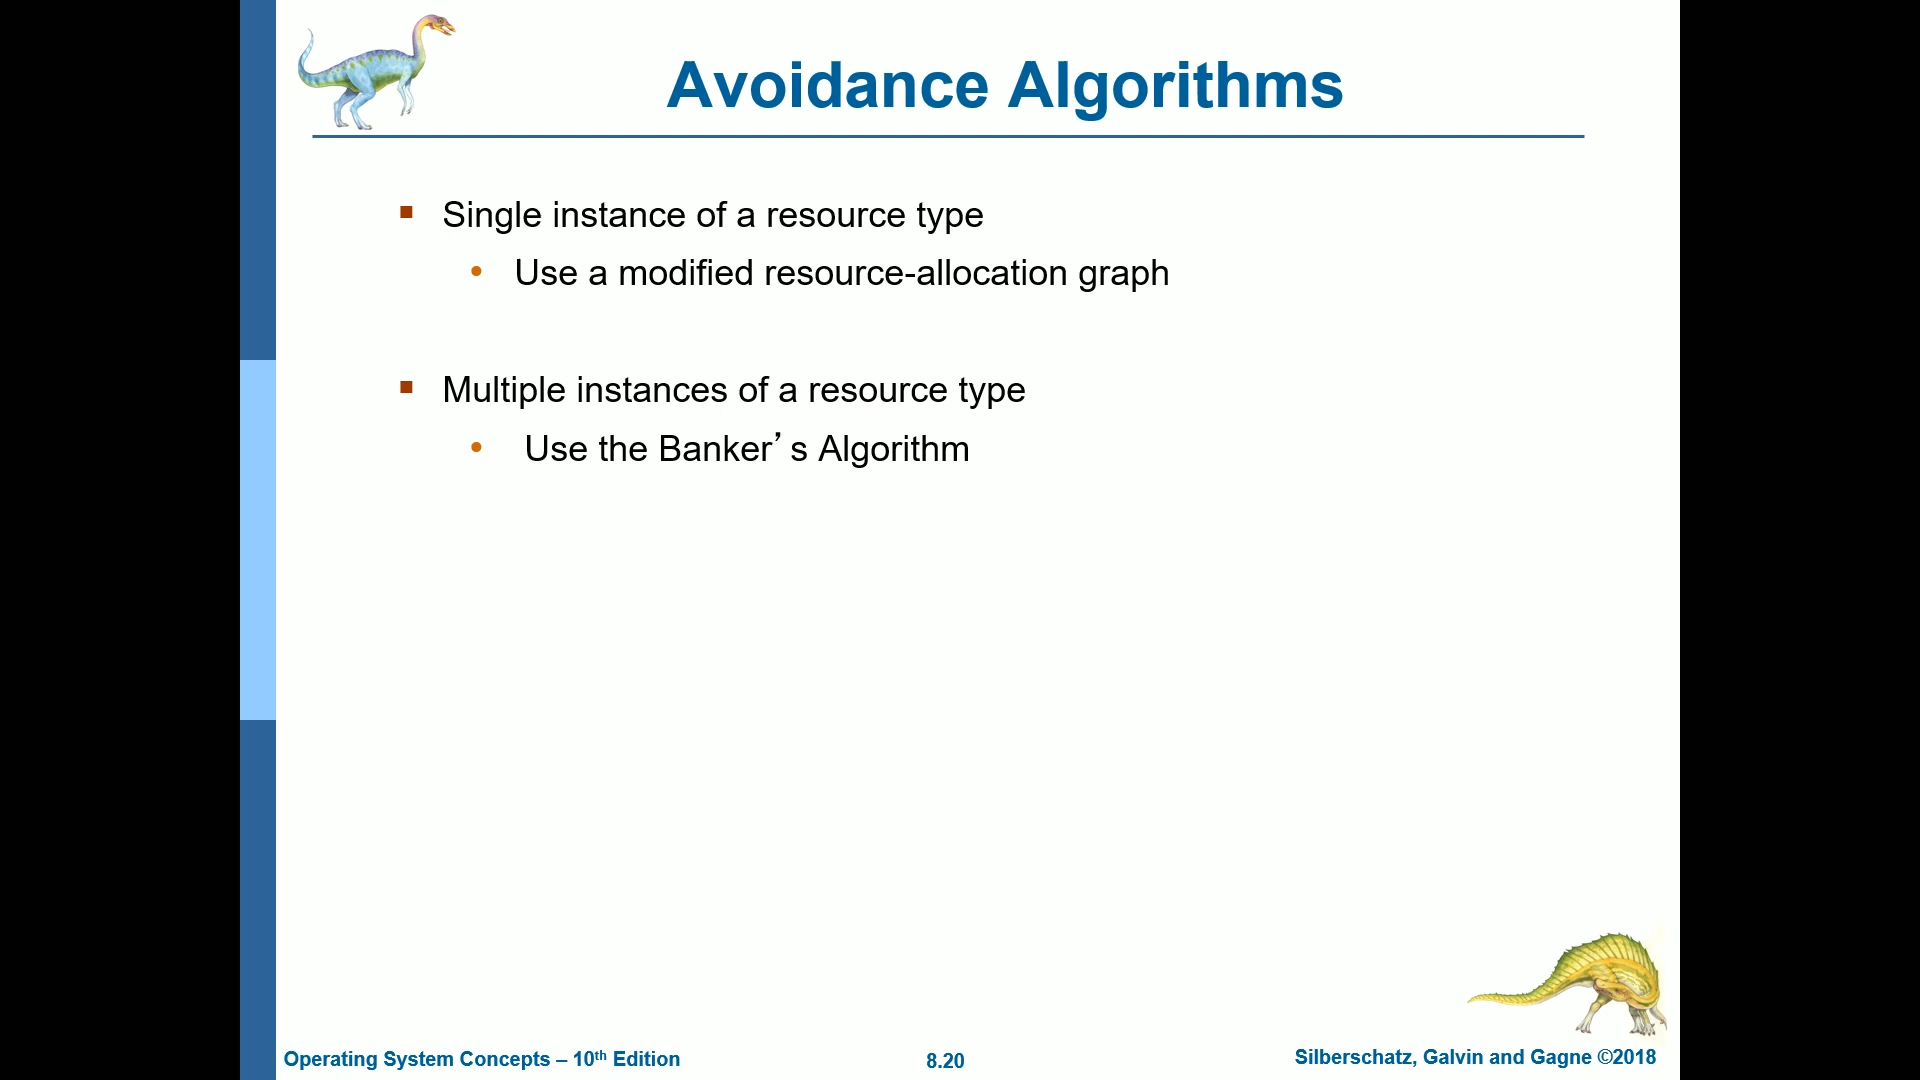 Avoidance Algorithms
Single instance of a resource type
Use a modified resource-allocation graph
Multiple instances of a resource type
Use the Banker’s Algorithm
Operating System Concepts – 10th Edition
8.20
Silberschatz, Galvin and Gagne ©2018